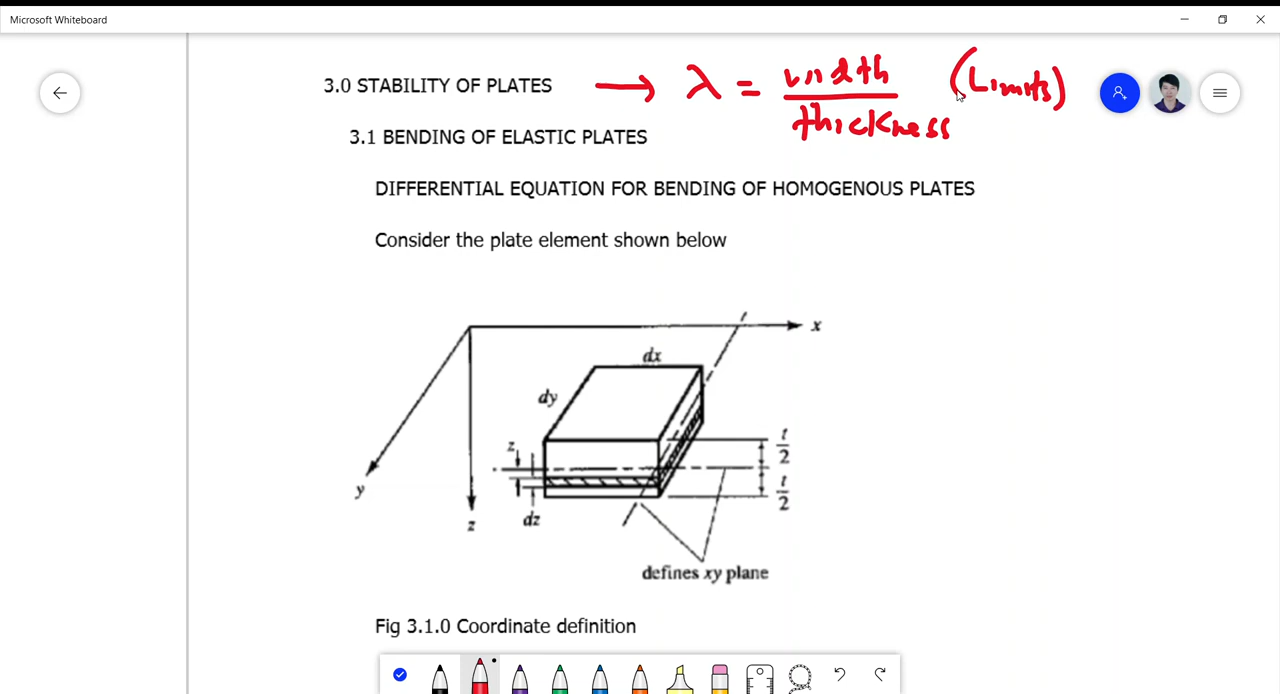 Microsoft Whiteboard
3.0 STABILITY OF PLATES → λ = width / thickness (Limits)
3.1 BENDING OF ELASTIC PLATES
DIFFERENTIAL EQUATION FOR BENDING OF HOMOGENOUS PLATES
Consider the plate element shown below
x
dx
dy
z
t/2
t/2
y
z
dz
defines xy plane
Fig 3.1.0 Coordinate definition